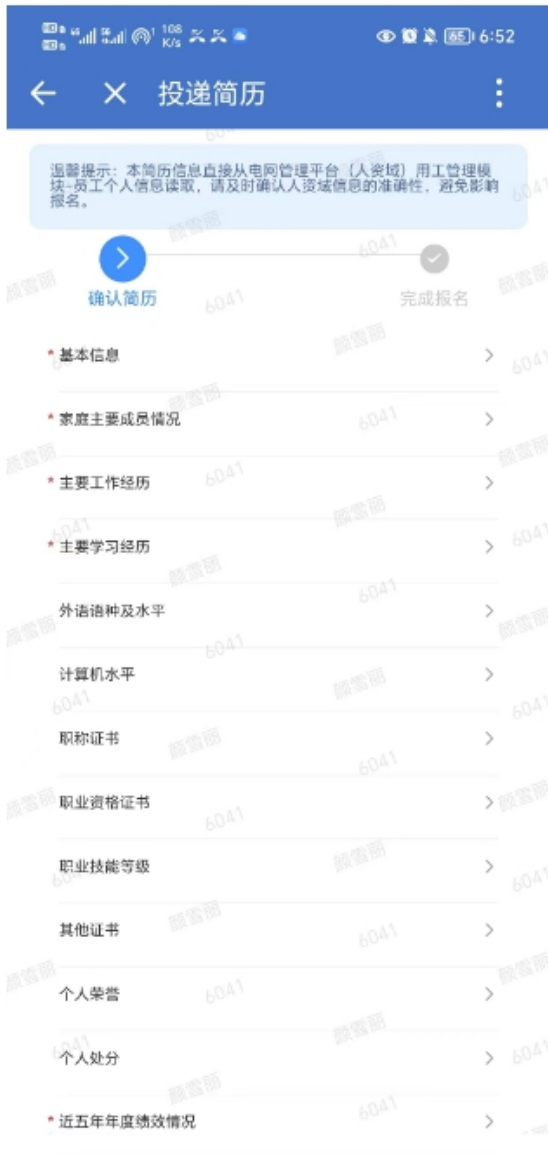 108
K/s
65
6:52
投递简历
温馨提示：本简历信息直接从电网管理平台（人资域）用工管理模
块-员工个人信息读取，请及时确认人资域信息的准确性，避免影响
报名。
确认简历
完成报名
* 基本信息
* 家庭主要成员情况
* 主要工作经历
* 主要学习经历
外语语种及水平
计算机水平
职称证书
职业资格证书
职业技能等级
其他证书
个人荣誉
个人处分
* 近五年年度绩效情况
颜雪丽
6041